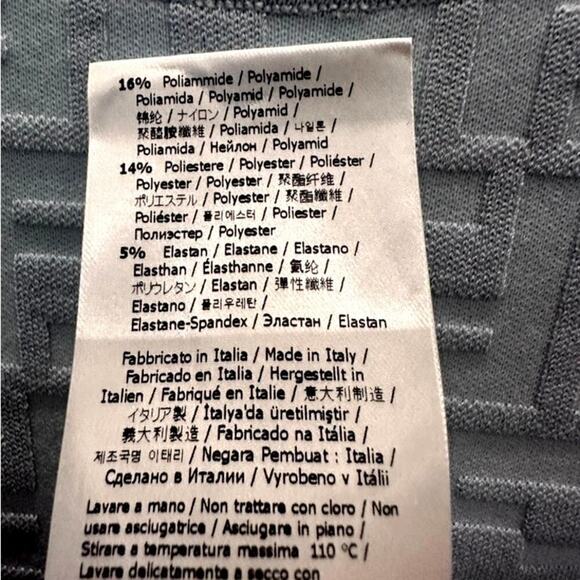 16% Poliammide / Polyamide /
Poliamida / Polyamid / Polyamide /
锦纶 / ナイロン / Polyamid /
聚醯胺纖維 / Poliamida / 나일론 /
Poliamida / Нейлон / Polyamid
14% Poliestere / Polyester / Poliéster /
Polyester / Polyester / 聚酯纤维 /
ポリエステル / Polyester / 聚酯纖維 /
Poliéster / 폴리에스터 / Poliester /
Полиэстер / Polyester
5% Elastan / Elastane / Elastano /
Elasthan / Élasthanne / 氨纶 /
ポリウレタン / Elastan / 彈性纖維 /
Elastano / 폴리우레탄 /
Elastane-Spandex / Эластан / Elastan
Fabbricato in Italia / Made in Italy /
Fabricado en Italia / Hergestellt in
Italien / Fabriqué en Italie / 意大利制造 /
イタリア製 / İtalya'da üretilmiştir /
義大利製造 / Fabricado na Itália /
제조국명 이태리 / Negara Pembuat : Italia /
Сделано в Италии / Vyrobeno v Itálii
Lavare a mano / Non trattare con cloro / Non
usare asciugatrice / Asciugare in piano /
Stirare a temperatura massima 110 °C /
Lavare delicatamente a secco con